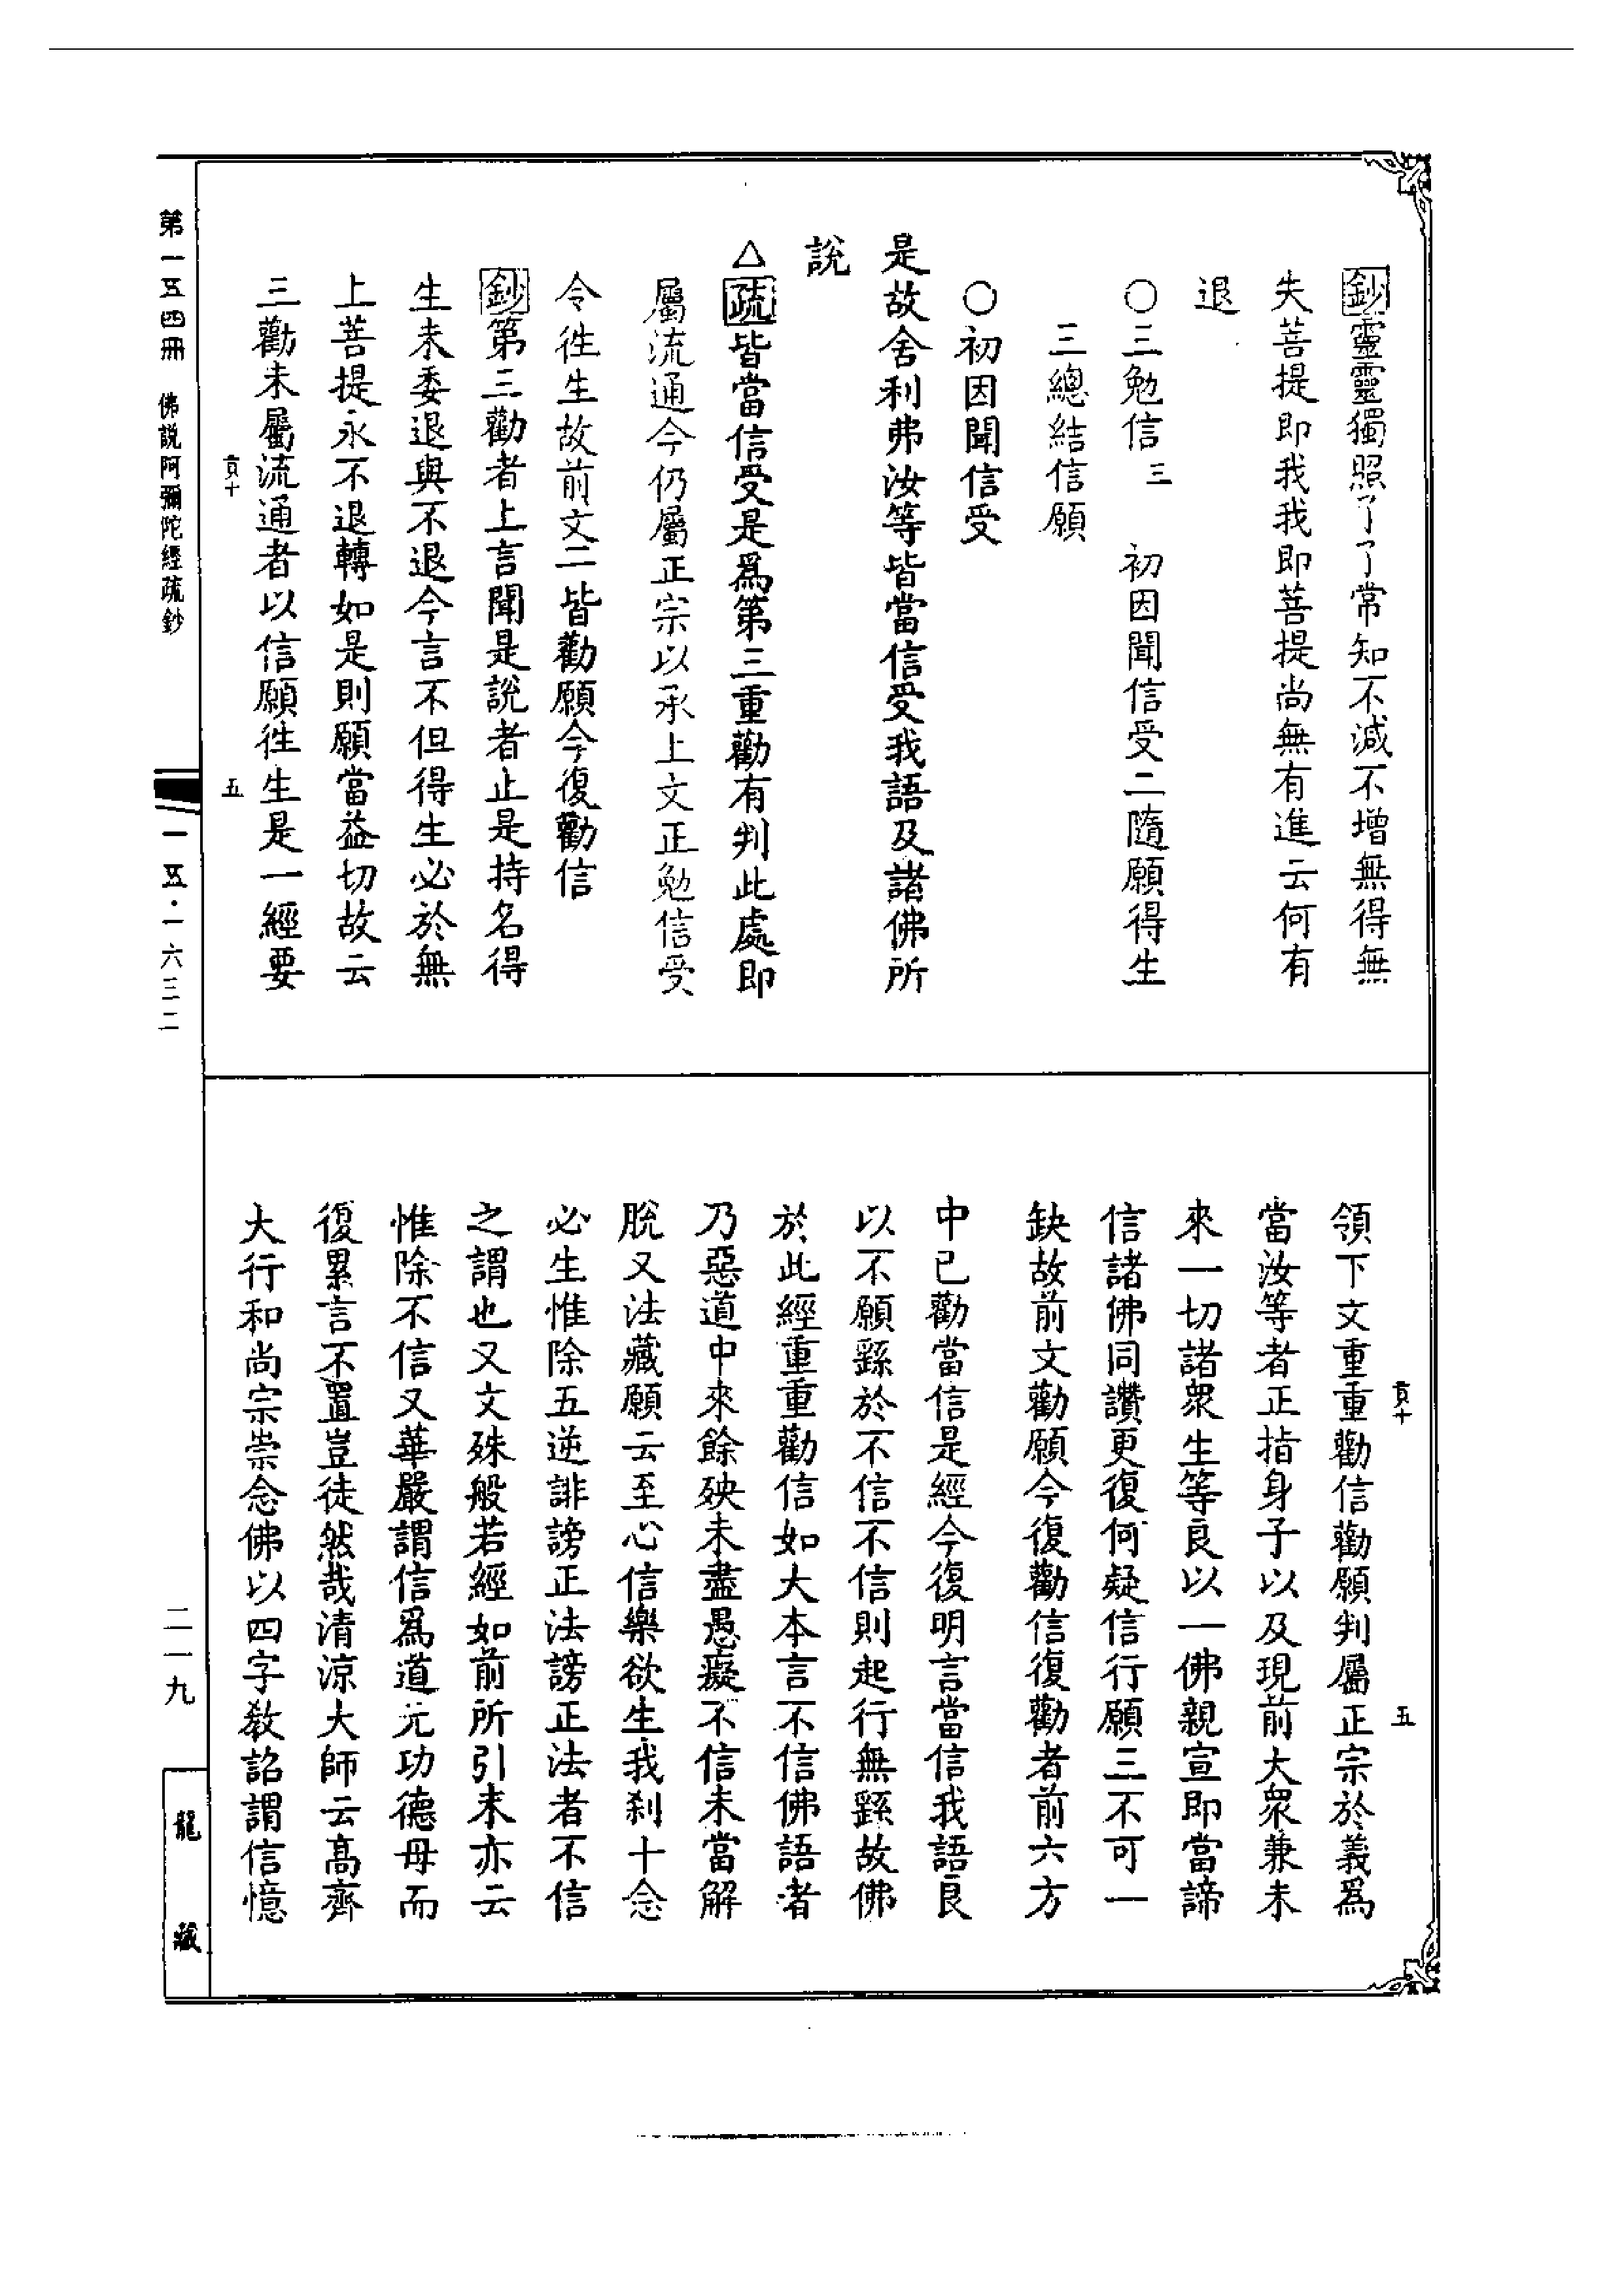 鈔靈靈獨照了了常知不減不增無得無
失菩提即我我即菩提尚無有進云何有
退
○三勉信三　初因聞信受二隨願得生
三總結信願
○初因聞信受
是故舍利弗汝等皆當信受我語及諸佛所
說
△疏皆當信受是爲第三重勸有判此處即
屬流通今仍屬正宗以承上文正勉信受
令徃生故前文二皆勸願今復勸信
鈔第三勸者上言聞是說者止是持名得
生未委退與不退今言不但得生必於無
上菩提永不退轉如是則願當益切故云
三勸未屬流通者以信願徃生是一經要
貢十　五
貢十　五
領下文重重勸信勸願判屬正宗於義爲
當汝等者正指身子以及現前大衆兼未
來一切諸衆生等良以一佛親宣即當諦
信諸佛同讚更復何疑信行願三不可一
缺故前文勸願今復勸信復勸者前六方
中已勸當信是經今復明言當信我語良
以不願繇於不信不信則起行無繇故佛
於此經重重勸信如大本言不信佛語者
乃惡道中來餘殃未盡愚癡不信未當解
脫又法藏願云至心信樂欲生我刹十念
必生惟除五逆誹謗正法謗正法者不信
之謂也又文殊般若經如前所引末亦云
惟除不信又華嚴謂信爲道元功德母而
復累言不置豈徒然哉清涼大師云高齊
大行和尚宗崇念佛以四字教詔謂信憶
第一五四冊　佛說阿彌陀經疏鈔
一五·一六三二
二一九
龍藏